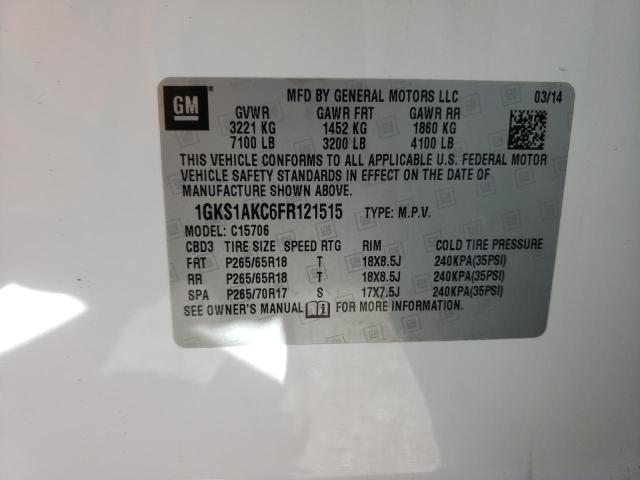 GM
MFD BY GENERAL MOTORS LLC 03/14
GVWR GAWR FRT GAWR RR
3221 KG 1452 KG 1860 KG
7100 LB 3200 LB 4100 LB
THIS VEHICLE CONFORMS TO ALL APPLICABLE U.S. FEDERAL MOTOR
VEHICLE SAFETY STANDARDS IN EFFECT ON THE DATE OF
MANUFACTURE SHOWN ABOVE.
1GKS1AKC6FR121515 TYPE: M.P.V.
MODEL: C15706
CBD3 TIRE SIZE SPEED RTG RIM COLD TIRE PRESSURE
FRT P265/65R18 T 18X8.5J 240KPA(35PSI)
RR P265/65R18 T 18X8.5J 240KPA(35PSI)
SPA P265/70R17 S 17X7.5J 240KPA(35PSI)
SEE OWNER'S MANUAL FOR MORE INFORMATION.